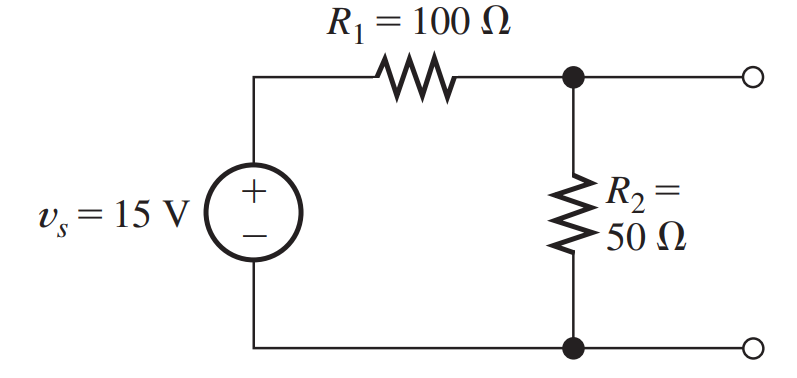 R₁ = 100 Ω
vₛ = 15 V
+
−
R₂ =
50 Ω